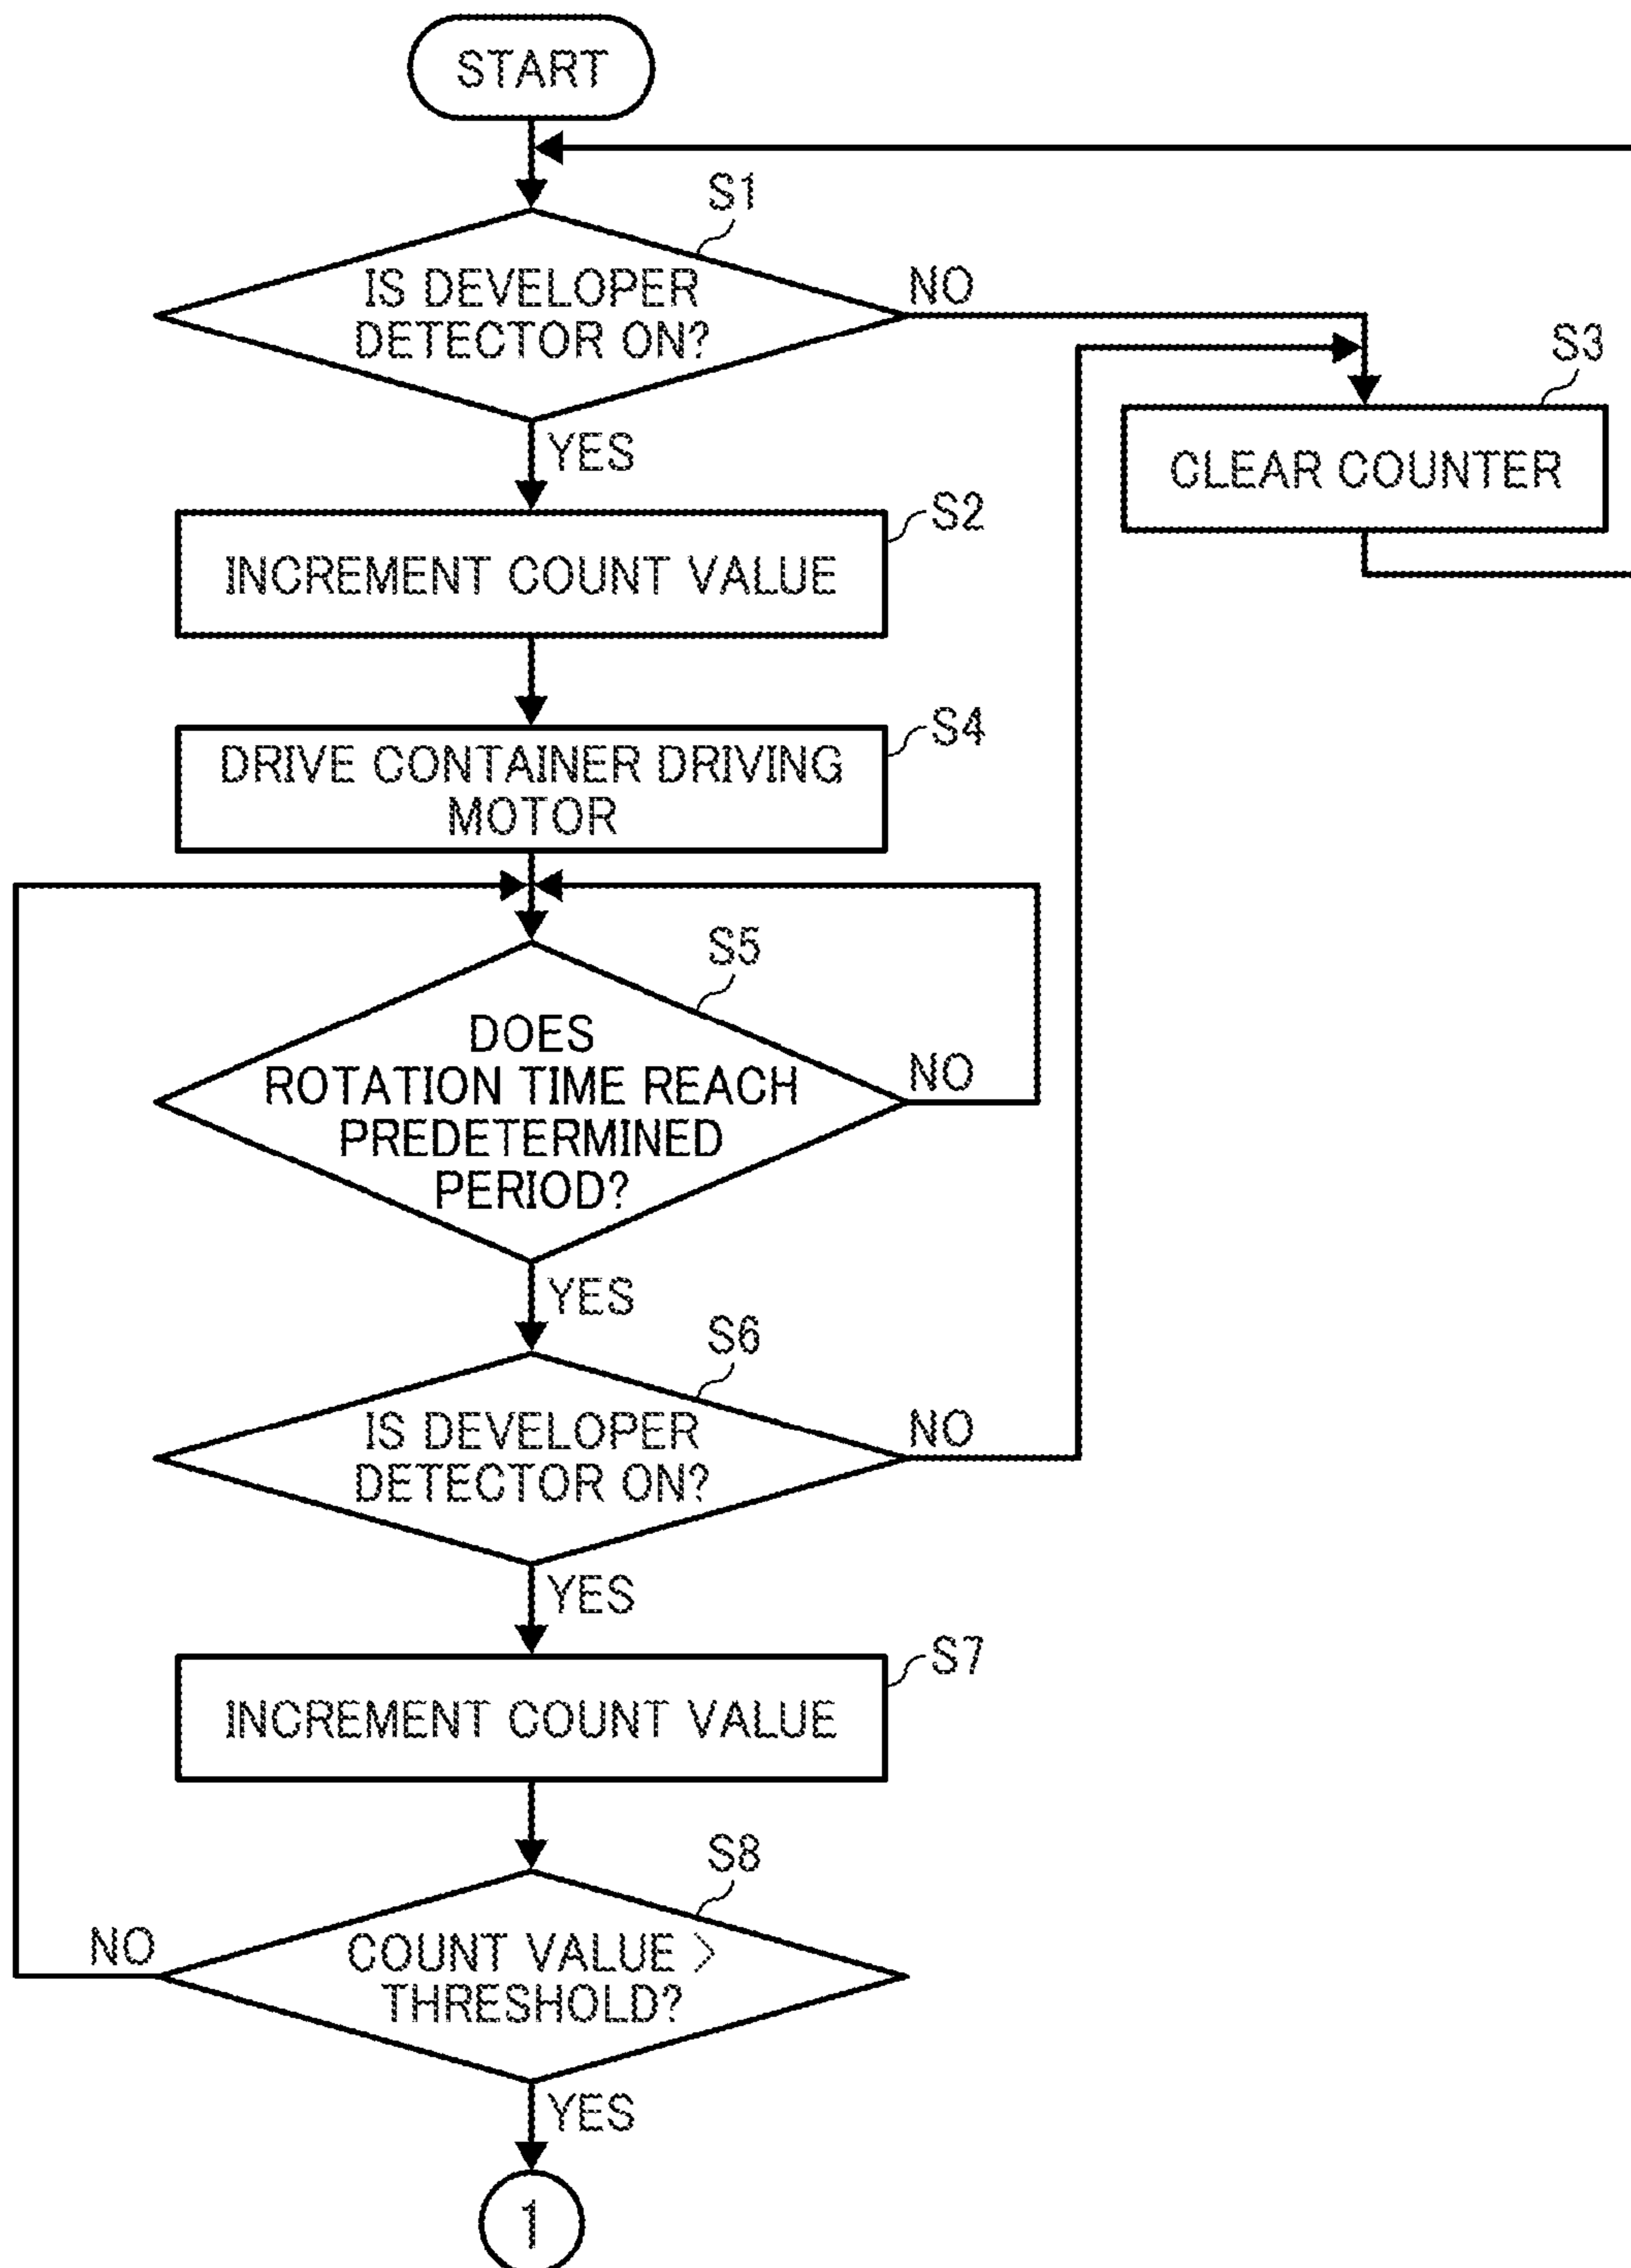 START
S1
IS DEVELOPER
DETECTOR ON?
NO
YES
S3
CLEAR COUNTER
S2
INCREMENT COUNT VALUE
S4
DRIVE CONTAINER DRIVING
MOTOR
S5
DOES
ROTATION TIME REACH
PREDETERMINED
PERIOD?
NO
YES
S6
IS DEVELOPER
DETECTOR ON?
NO
YES
S7
INCREMENT COUNT VALUE
S8
COUNT VALUE >
THRESHOLD?
NO
YES
1